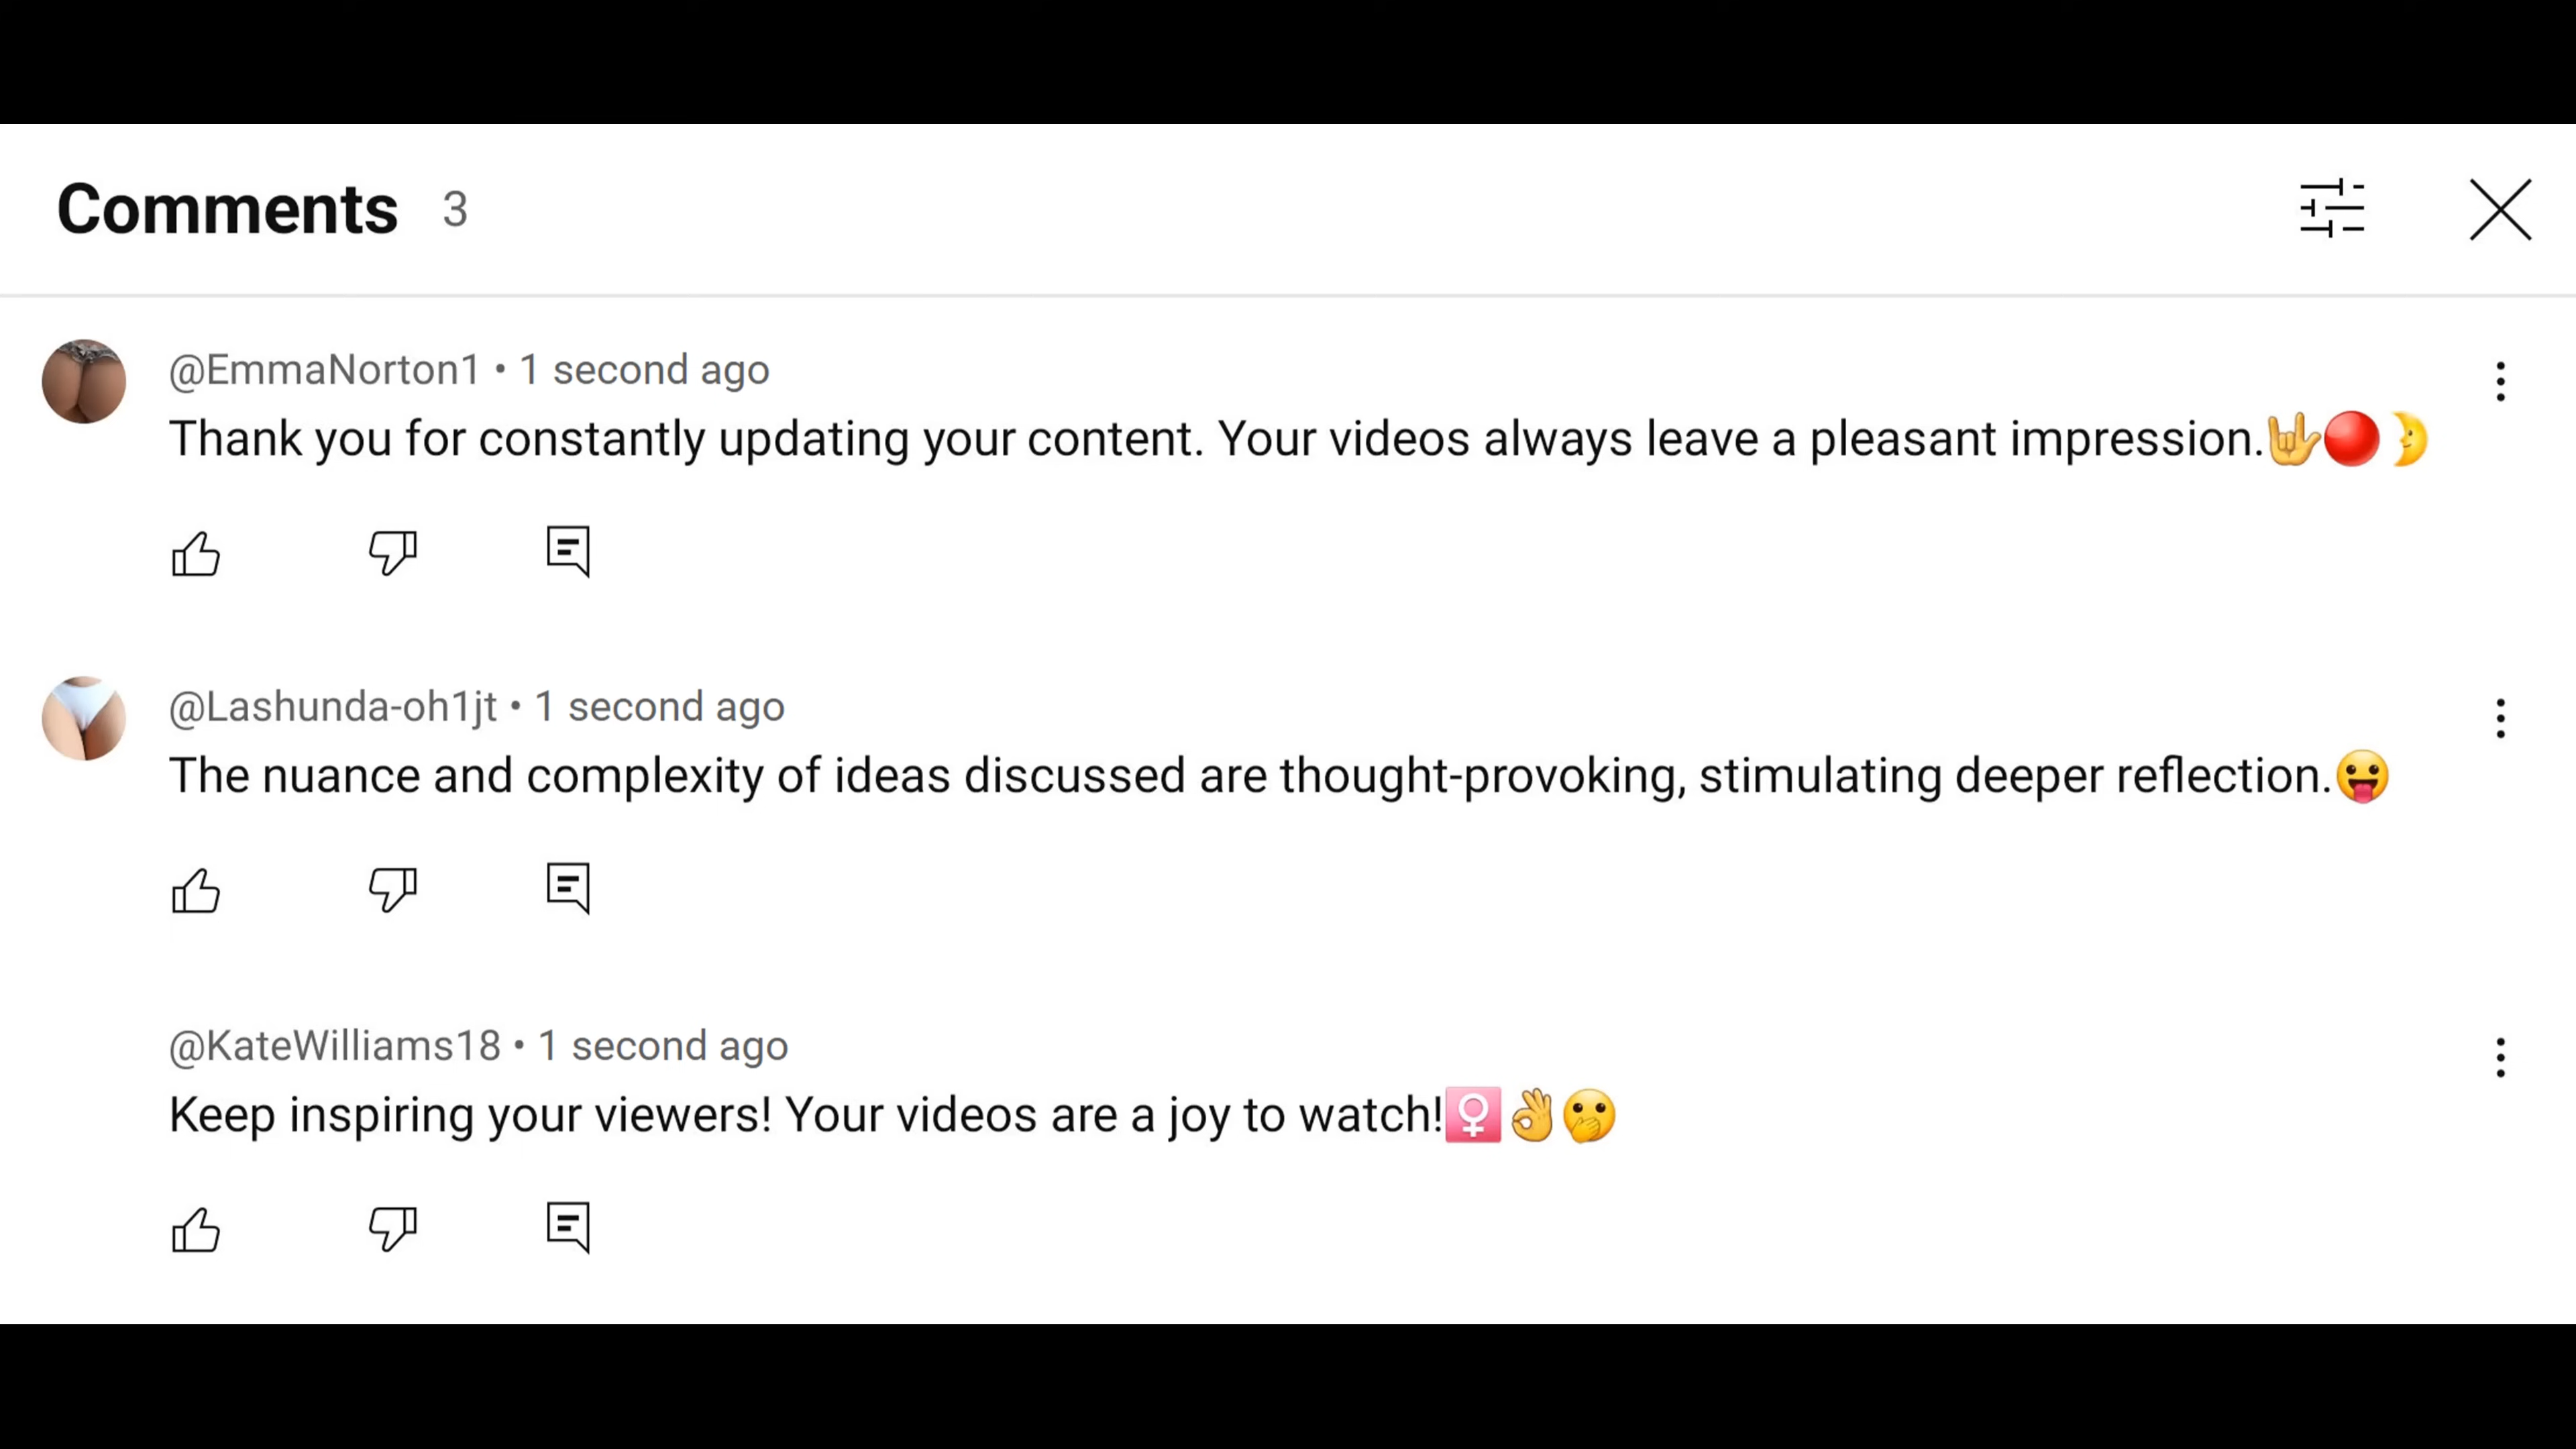 Comments 3
@EmmaNorton1 • 1 second ago
Thank you for constantly updating your content. Your videos always leave a pleasant impression.🤟🔴🌛
@Lashunda-oh1jt • 1 second ago
The nuance and complexity of ideas discussed are thought-provoking, stimulating deeper reflection.😛
@KateWilliams18 • 1 second ago
Keep inspiring your viewers! Your videos are a joy to watch!♀️👌🤭